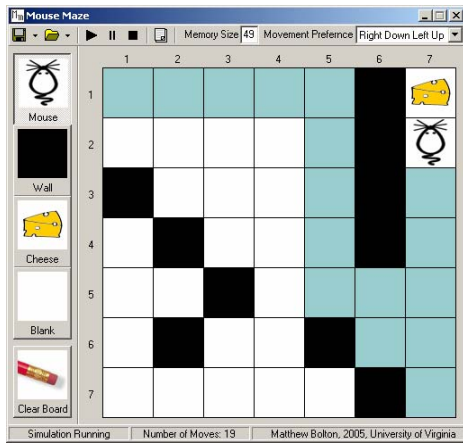 Mouse Maze
Memory Size 49 Movement Prefernce Right Down Left Up
1 2 3 4 5 6 7
1
Mouse
2
Wall
3
4
Cheese
5
Blank
6
7
Clear Board
Simulation Running Number of Moves: 19 Matthew Bolton, 2005, University of Virginia